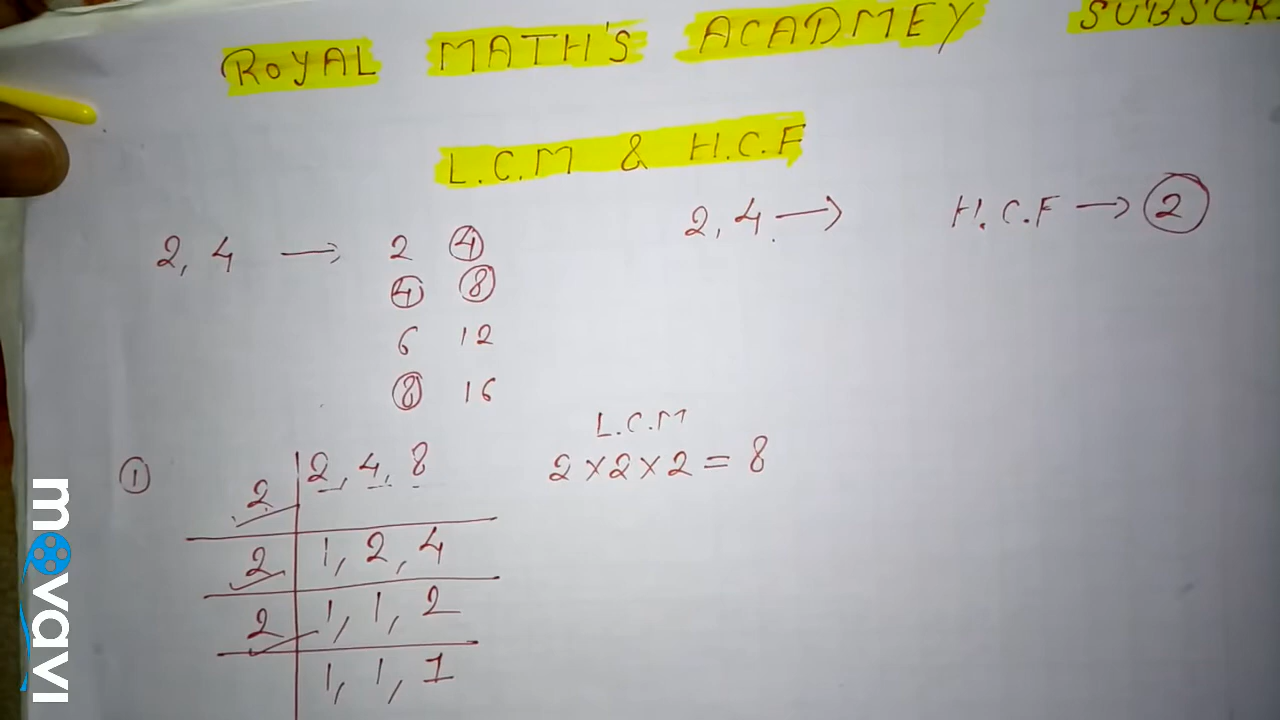 ROYAL MATH'S ACADMEY SUBSCR
L.C.M & H.C.F
2, 4 → 2 4
4 8
6 12
8 16
2, 4 → H.C.F → 2
① 2 | 2, 4, 8
2 | 1, 2, 4
2 | 1, 1, 2
1, 1, 1
L.C.M
2 × 2 × 2 = 8
movavi